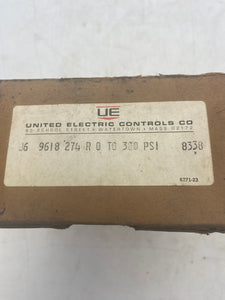 UE
UNITED ELECTRIC CONTROLS CO
85 SCHOOL STREET • WATERTOWN • MASS 02172
J6 9618 274 R 0 TO 300 PSI 8338
6271-23